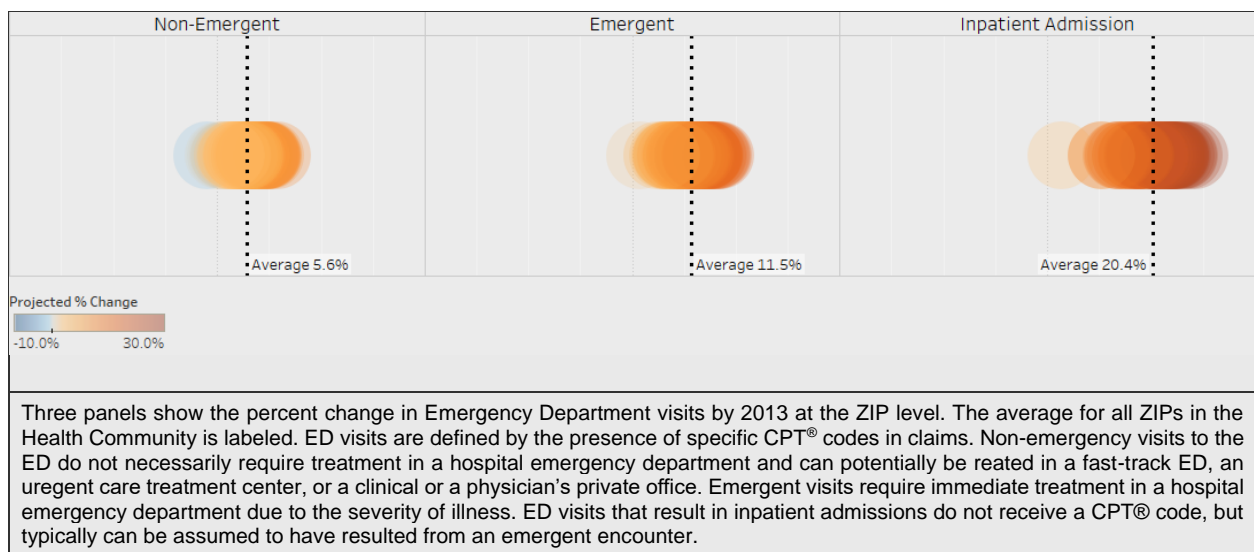 Non-Emergent
Emergent
Inpatient Admission
Average 5.6%
Average 11.5%
Average 20.4%
Projected % Change
-10.0% 30.0%
Three panels show the percent change in Emergency Department visits by 2013 at the ZIP level. The average for all ZIPs in the
Health Community is labeled. ED visits are defined by the presence of specific CPT® codes in claims. Non-emergency visits to the
ED do not necessarily require treatment in a hospital emergency department and can potentially be reated in a fast-track ED, an
uregent care treatment center, or a clinical or a physician's private office. Emergent visits require immediate treatment in a hospital
emergency department due to the severity of illness. ED visits that result in inpatient admissions do not receive a CPT® code, but
typically can be assumed to have resulted from an emergent encounter.